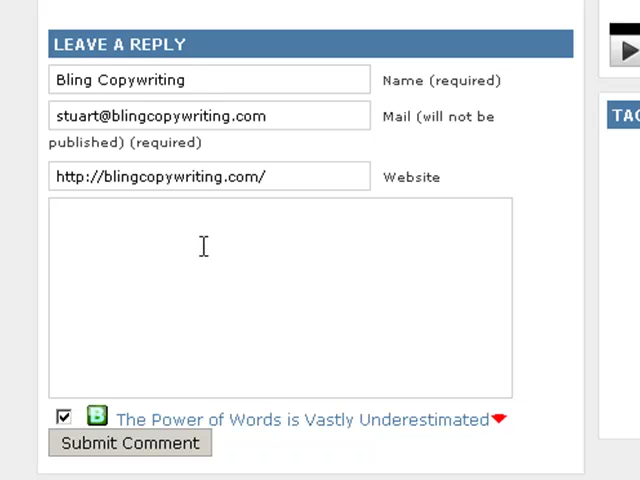 LEAVE A REPLY
Bling Copywriting Name (required)
stuart@blingcopywriting.com Mail (will not be
published) (required)
http://blingcopywriting.com/ Website
B The Power of Words is Vastly Underestimated
Submit Comment
TAG